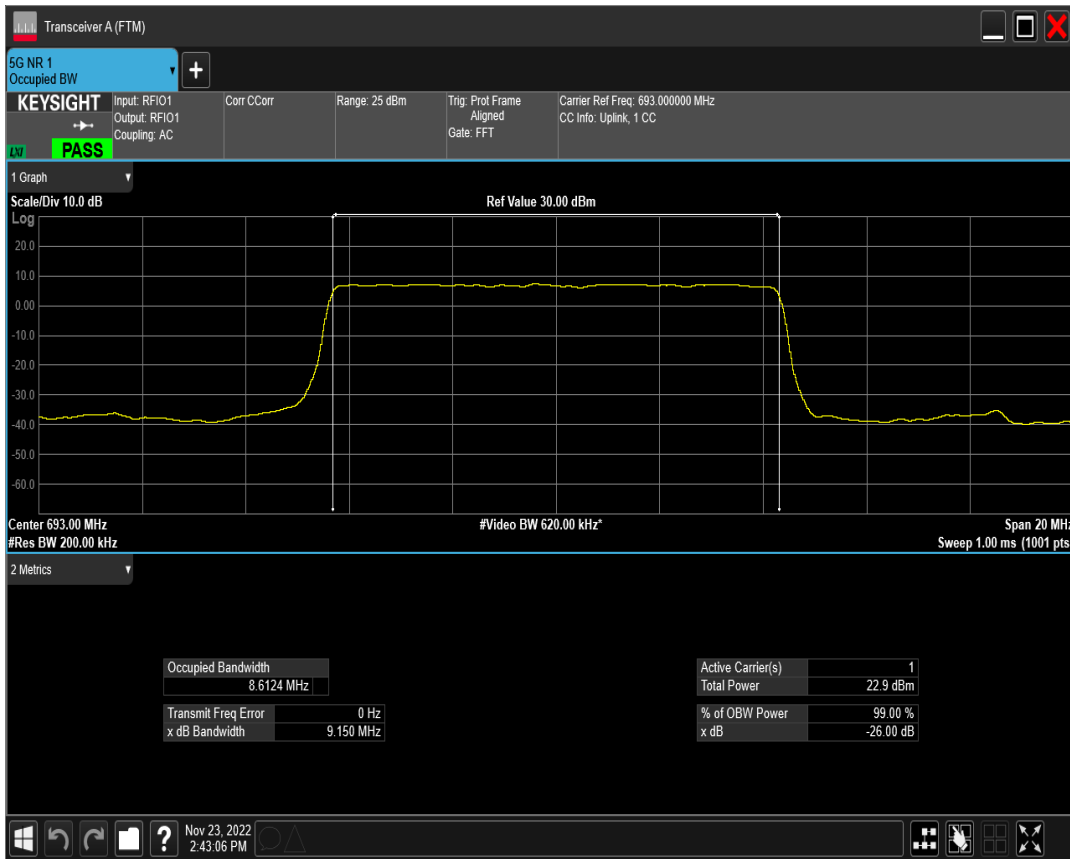 Transceiver A (FTM)
5G NR 1
Occupied BW
+
KEYSIGHT
LXI
PASS
Input: RFIO1
Output: RFIO1
Coupling: AC
Corr CCorr
Range: 25 dBm
Trig: Prot Frame
Aligned
Gate: FFT
Carrier Ref Freq: 693.000000 MHz
CC Info: Uplink, 1 CC
1 Graph
Scale/Div 10.0 dB
Ref Value 30.00 dBm
Log
20.0
10.0
0.00
-10.0
-20.0
-30.0
-40.0
-50.0
-60.0
Center 693.00 MHz
#Video BW 620.00 kHz*
Span 20 MHz
#Res BW 200.00 kHz
Sweep 1.00 ms (1001 pts
2 Metrics
Occupied Bandwidth
8.6124 MHz
Transmit Freq Error 0 Hz
x dB Bandwidth 9.150 MHz
Active Carrier(s) 1
Total Power 22.9 dBm
% of OBW Power 99.00 %
x dB -26.00 dB
?
Nov 23, 2022
2:43:06 PM